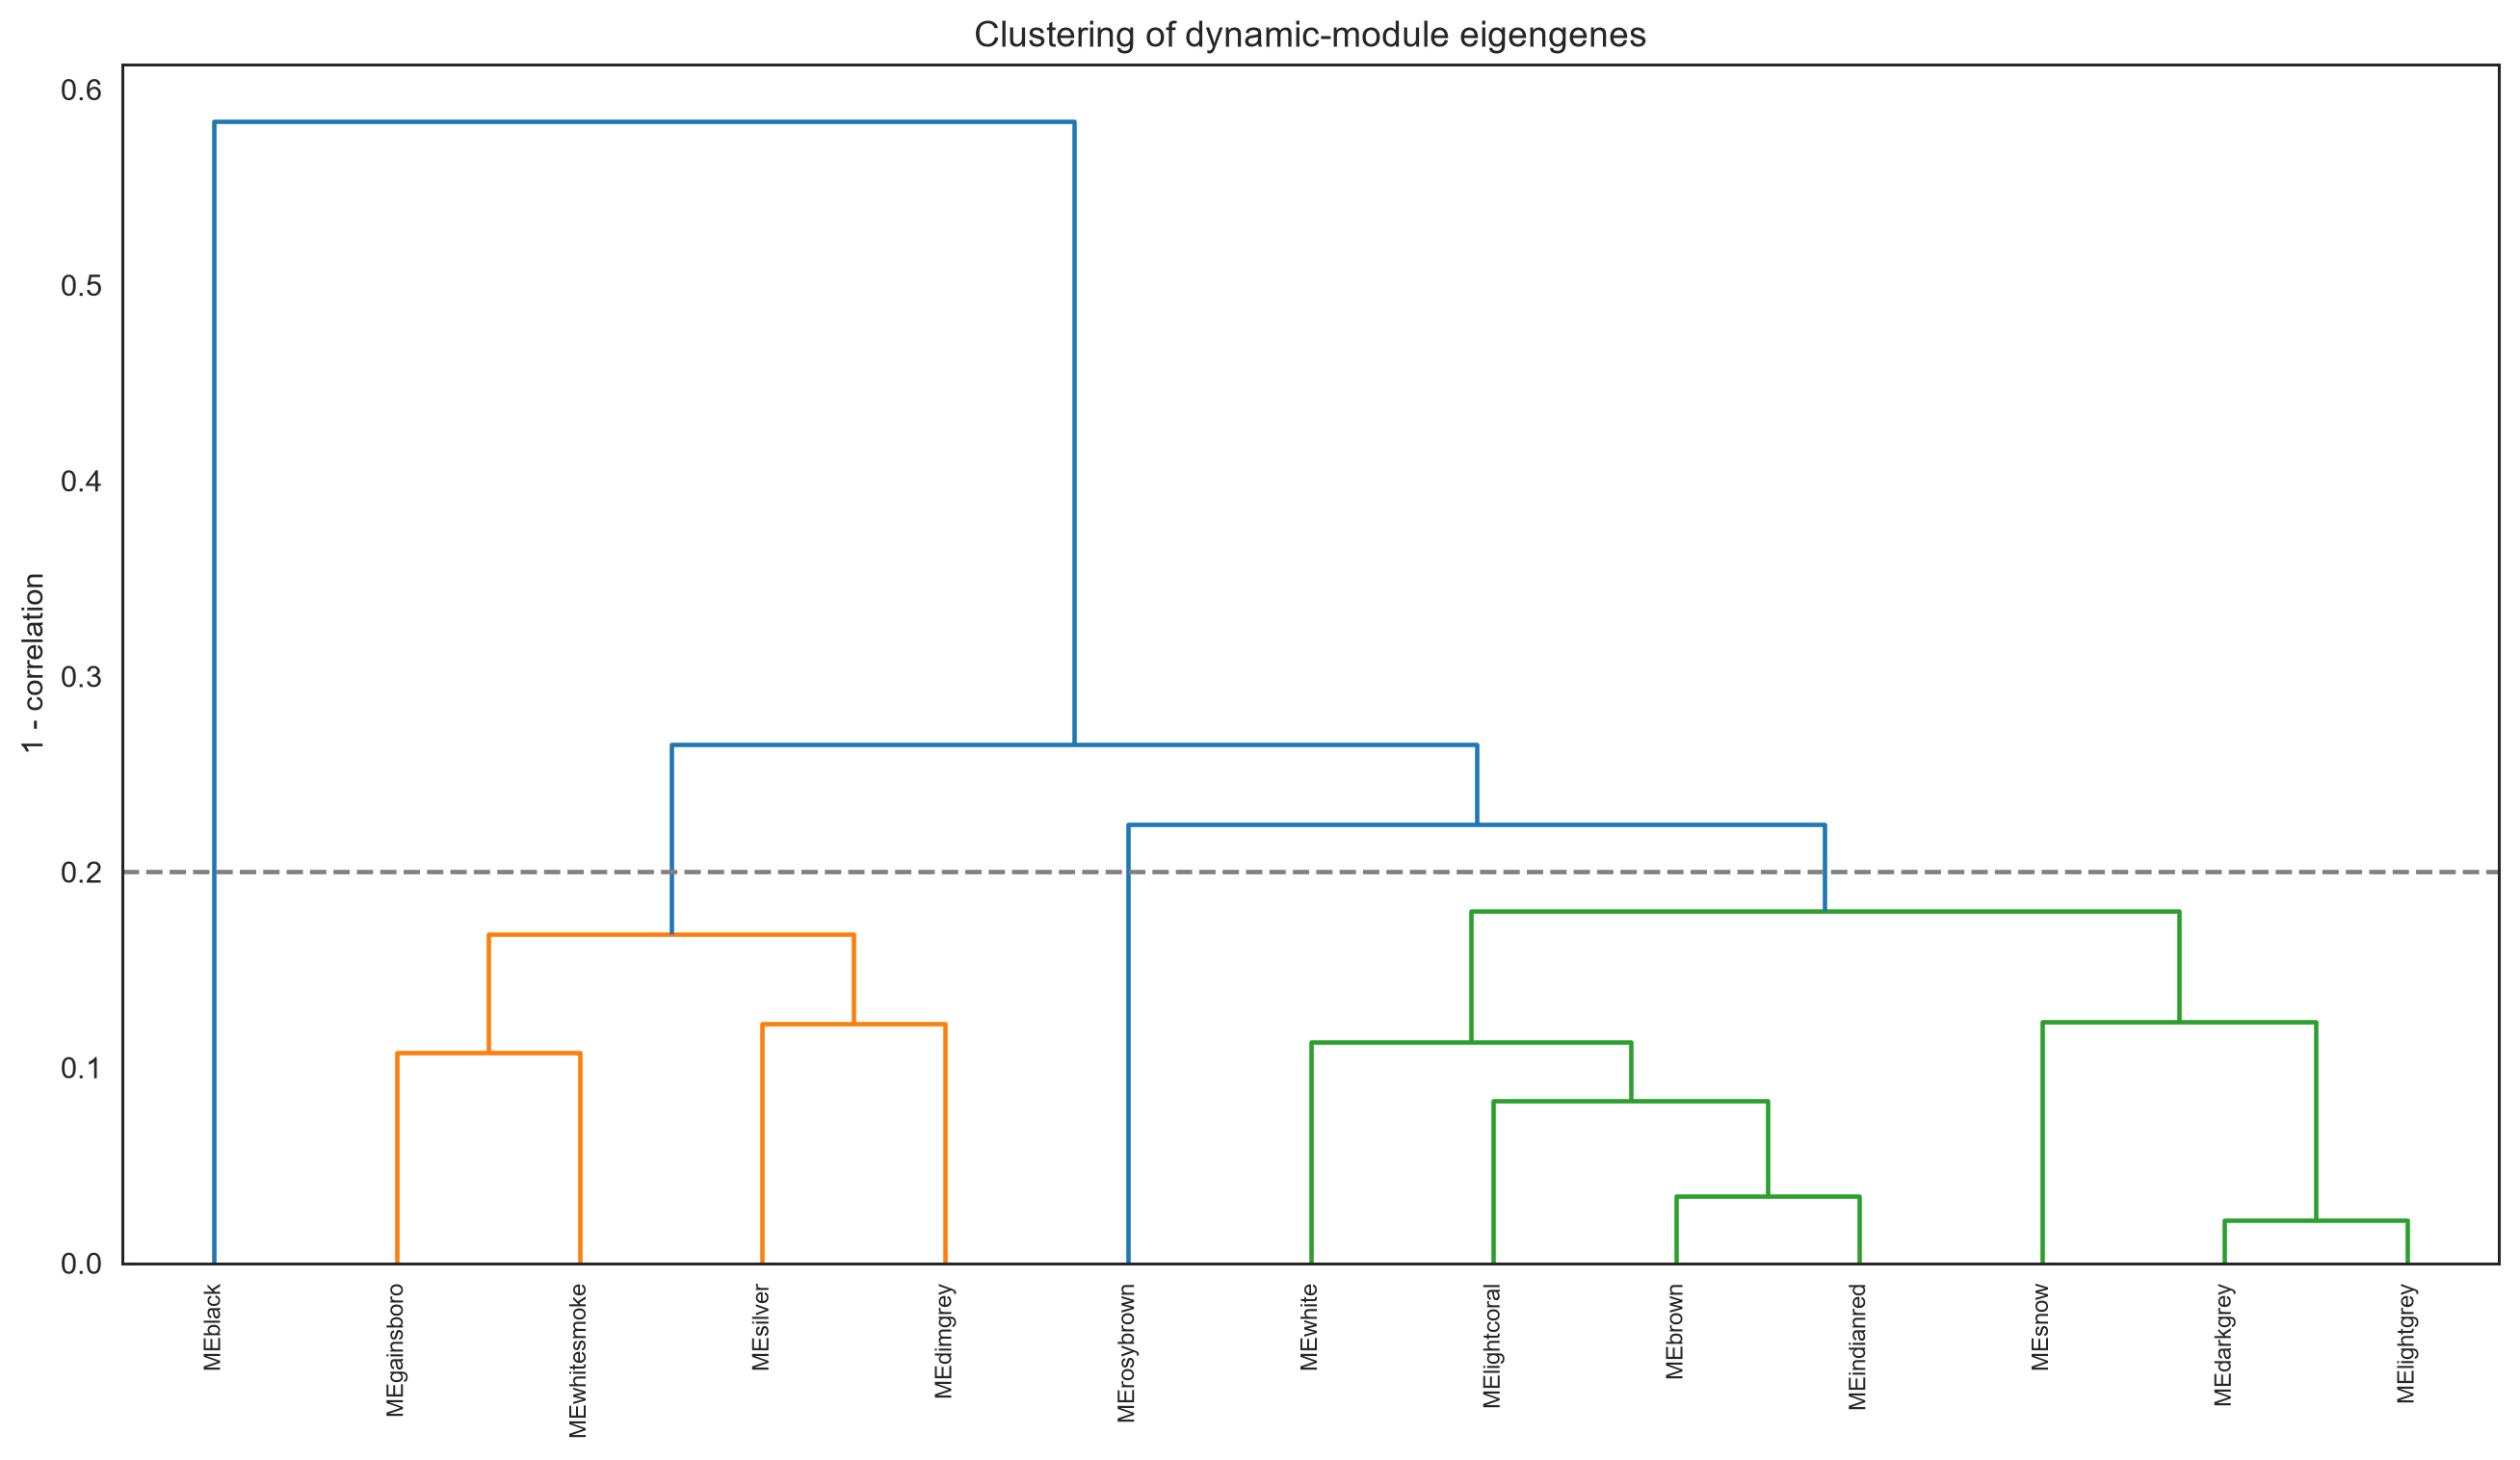 Clustering of dynamic-module eigengenes
1 - correlation
0.6
0.5
0.4
0.3
0.2
0.1
0.0
MEblack
MEgainsboro
MEwhitesmoke
MEsilver
MEdimgrey
MErosybrown
MEwhite
MElightcoral
MEbrown
MEindianred
MEsnow
MEdarkgrey
MElightgrey